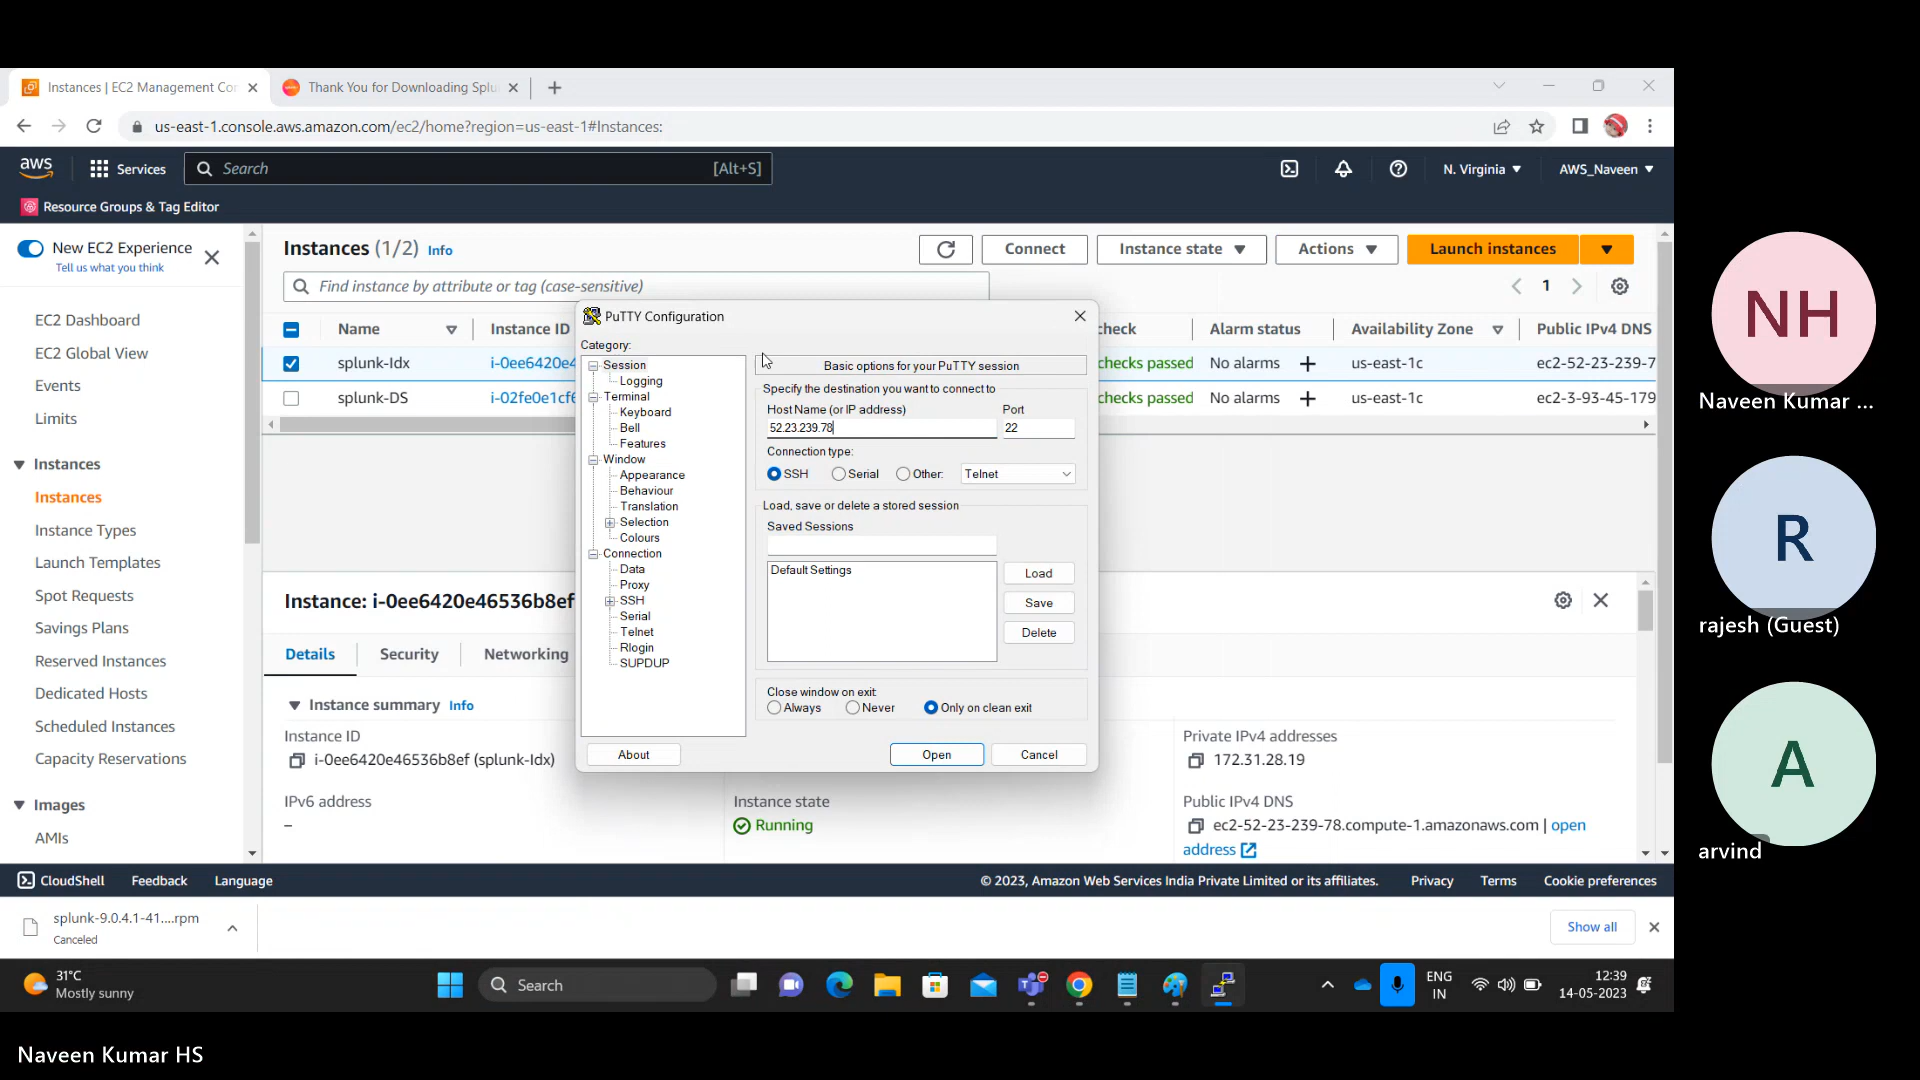 Instances | EC2 Management Co
Thank You for Downloading Splu
us-east-1.console.aws.amazon.com/ec2/home?region=us-east-1#Instances:
aws
Services
Search
[Alt+S]
N. Virginia
AWS_Naveen
Resource Groups & Tag Editor
New EC2 Experience
Tell us what you think
EC2 Dashboard
EC2 Global View
Events
Limits
Instances
Instances
Instance Types
Launch Templates
Spot Requests
Savings Plans
Reserved Instances
Dedicated Hosts
Scheduled Instances
Capacity Reservations
Images
AMIs
Instances (1/2) Info
Connect
Instance state
Actions
Launch instances
Find instance by attribute or tag (case-sensitive)
1
Name
Instance ID
check
Alarm status
Availability Zone
Public IPv4 DNS
splunk-Idx
i-0ee6420e4
checks passed
No alarms
us-east-1c
ec2-52-23-239-7
splunk-DS
i-02fe0e1cf6
checks passed
No alarms
us-east-1c
ec2-3-93-45-179
PuTTY Configuration
Category:
Session
Logging
Terminal
Keyboard
Bell
Features
Window
Appearance
Behaviour
Translation
Selection
Colours
Connection
Data
Proxy
SSH
Serial
Telnet
Rlogin
SUPDUP
Basic options for your PuTTY session
Specify the destination you want to connect to
Host Name (or IP address)
Port
52.23.239.78
22
Connection type:
SSH
Serial
Other:
Telnet
Load, save or delete a stored session
Saved Sessions
Default Settings
Load
Save
Delete
Close window on exit:
Always
Never
Only on clean exit
About
Open
Cancel
Instance: i-0ee6420e46536b8ef
Details
Security
Networking
Instance summary Info
Instance ID
i-0ee6420e46536b8ef (splunk-Idx)
IPv6 address
–
Instance state
Running
Private IPv4 addresses
172.31.28.19
Public IPv4 DNS
ec2-52-23-239-78.compute-1.amazonaws.com | open
address
CloudShell
Feedback
Language
© 2023, Amazon Web Services India Private Limited or its affiliates.
Privacy
Terms
Cookie preferences
splunk-9.0.4.1-41....rpm
Canceled
Show all
31°C
Mostly sunny
Search
ENG
IN
12:39
14-05-2023
NH
Naveen Kumar ...
R
rajesh (Guest)
A
arvind
Naveen Kumar HS